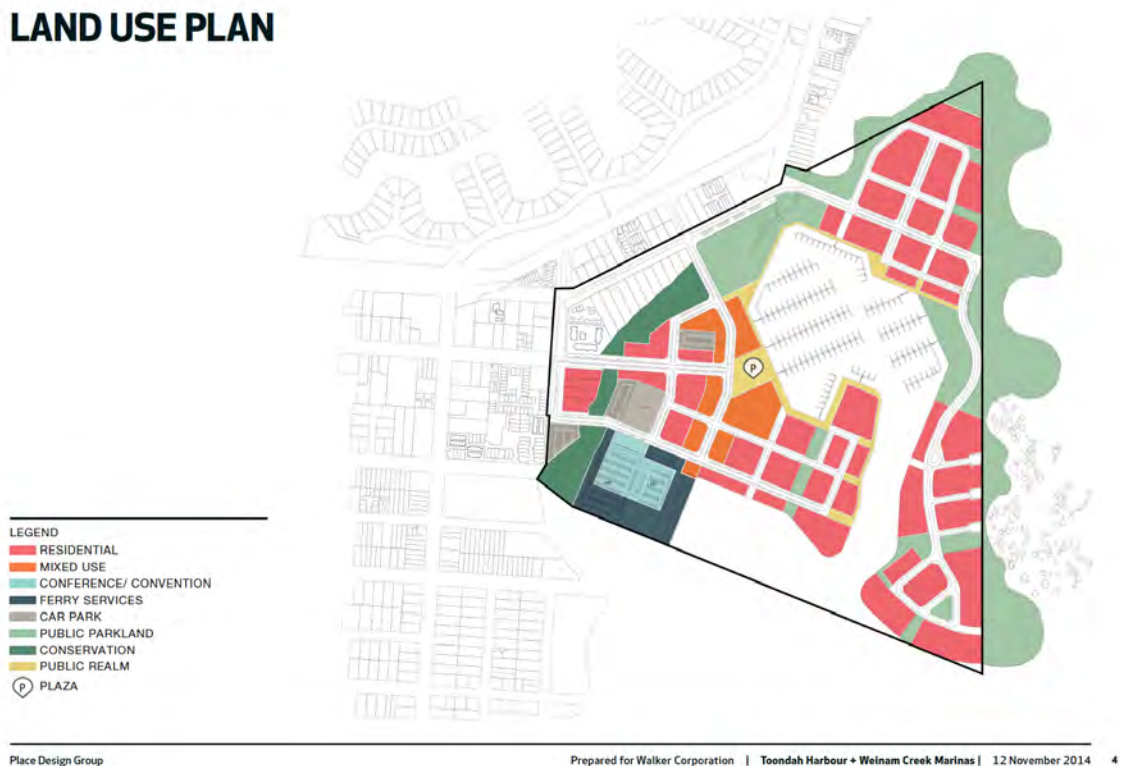 LAND USE PLAN
P
LEGEND
RESIDENTIAL
MIXED USE
CONFERENCE/ CONVENTION
FERRY SERVICES
CAR PARK
PUBLIC PARKLAND
CONSERVATION
PUBLIC REALM
P PLAZA
Place Design Group Prepared for Walker Corporation | Toondah Harbour + Weinam Creek Marinas | 12 November 2014 4